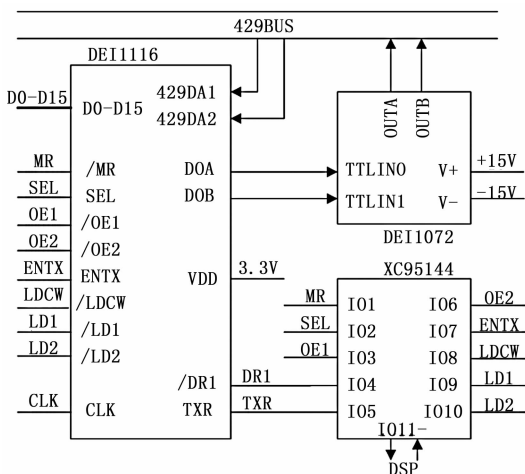 429BUS
DEI1116
D0-D15
D0-D15
429DA1
429DA2
OUTA
OUTB
MR
/MR
SEL
SEL
OE1
/OE1
OE2
/OE2
ENTX
ENTX
LDCW
/LDCW
LD1
/LD1
LD2
/LD2
CLK
CLK
DOA
DOB
VDD
3.3V
/DR1
DR1
TXR
TXR
TTLIN0
TTLIN1
V+
V-
+15V
-15V
DEI1072
XC95144
MR
IO1
SEL
IO2
OE1
IO3
IO4
IO5
IO6
OE2
IO7
ENTX
IO8
LDCW
IO9
LD1
IO10
LD2
IO11-
DSP